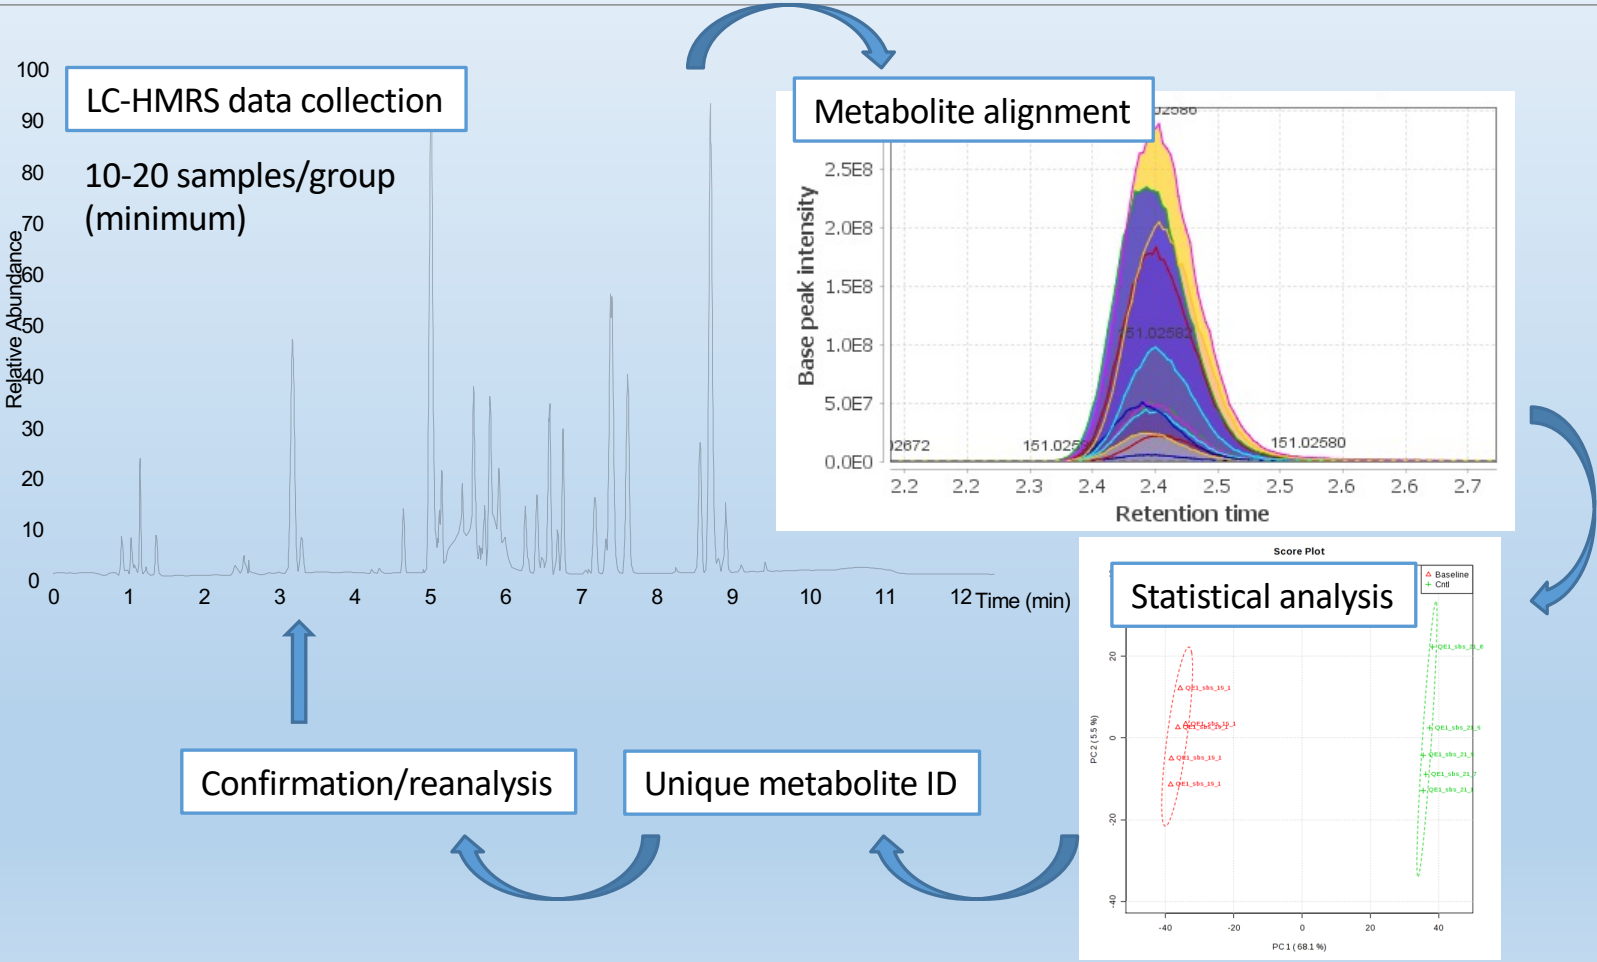 LC-HMRS data collection
10-20 samples/group
(minimum)
Relative Abundance
100
90
80
70
60
50
40
30
20
10
0
0 1 2 3 4 5 6 7 8 9 10 11 12 Time (min)
Metabolite alignment
Base peak intensity
2.5E8
2.0E8
1.5E8
1.0E8
5.0E7
0.0E0
151.02582
151.02580
2.2 2.2 2.3 2.4 2.4 2.5 2.5 2.6 2.6 2.7
Retention time
Score Plot
Statistical analysis
Baseline
Cntl
PC 2 ( 5.5 %)
20
0
-20
-40
QE1_sbs_19_1
QE1_sbs_19_1
QE1_sbs_19_1
QE1_sbs_19_1
-40 -20 0 20 40
PC 1 ( 68.1 %)
Unique metabolite ID
Confirmation/reanalysis